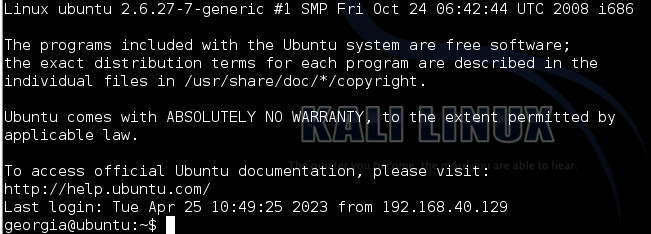 Linux ubuntu 2.6.27-7-generic #1 SMP Fri Oct 24 06:42:44 UTC 2008 i686
The programs included with the Ubuntu system are free software;
the exact distribution terms for each program are described in the
individual files in /usr/share/doc/*/copyright.
Ubuntu comes with ABSOLUTELY NO WARRANTY, to the extent permitted by
applicable law.
KALI LINUX
The quieter you become, the more you are able to hear.
To access official Ubuntu documentation, please visit:
http://help.ubuntu.com/
Last login: Tue Apr 25 10:49:25 2023 from 192.168.40.129
georgia@ubuntu:~$